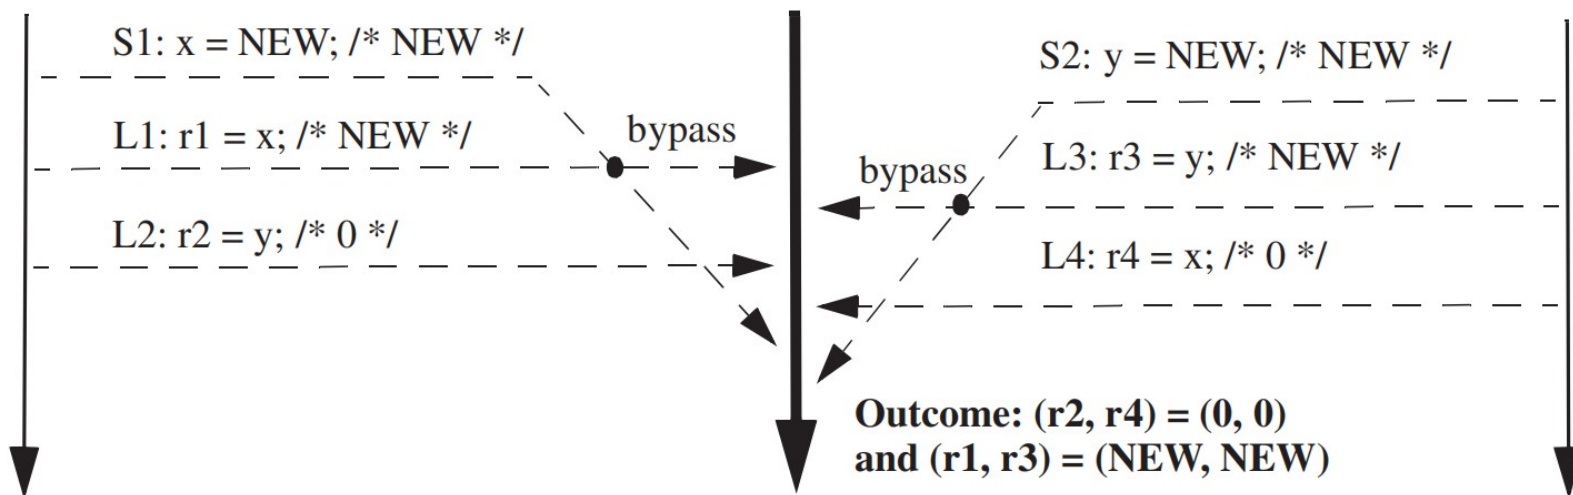 S1: x = NEW; /* NEW */
L1: r1 = x; /* NEW */
bypass
L2: r2 = y; /* 0 */
S2: y = NEW; /* NEW */
L3: r3 = y; /* NEW */
bypass
L4: r4 = x; /* 0 */
Outcome: (r2, r4) = (0, 0)
and (r1, r3) = (NEW, NEW)